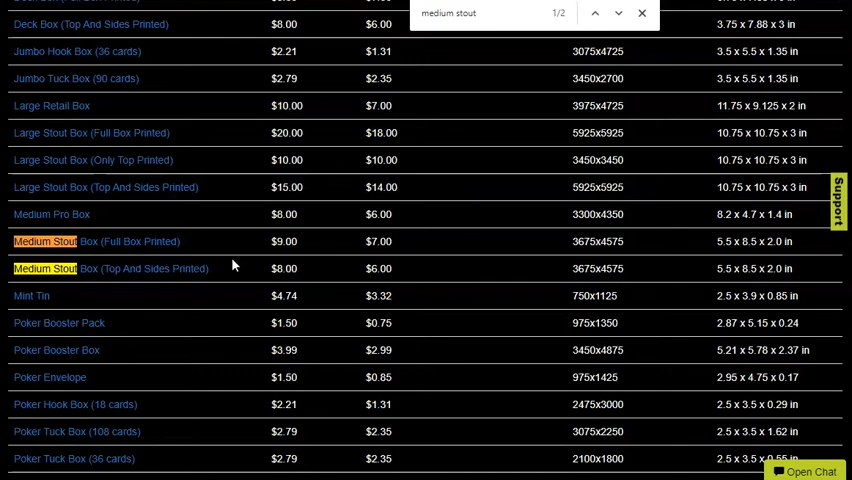 medium stout 1/2
Deck Box (Top And Sides Printed) $8.00 $6.00 3.75 x 7.88 x 3 in
Jumbo Hook Box (36 cards) $2.21 $1.31 3075x4725 3.5 x 5.5 x 1.35 in
Jumbo Tuck Box (90 cards) $2.79 $2.35 3450x2700 3.5 x 5.5 x 1.35 in
Large Retail Box $10.00 $7.00 3975x4725 11.75 x 9.125 x 2 in
Large Stout Box (Full Box Printed) $20.00 $18.00 5925x5925 10.75 x 10.75 x 3 in
Large Stout Box (Only Top Printed) $10.00 $10.00 3450x3450 10.75 x 10.75 x 3 in
Large Stout Box (Top And Sides Printed) $15.00 $14.00 5925x5925 10.75 x 10.75 x 3 in
Support
Medium Pro Box $8.00 $6.00 3300x4350 8.2 x 4.7 x 1.4 in
Medium Stout Box (Full Box Printed) $9.00 $7.00 3675x4575 5.5 x 8.5 x 2.0 in
Medium Stout Box (Top And Sides Printed) $8.00 $6.00 3675x4575 5.5 x 8.5 x 2.0 in
Mint Tin $4.74 $3.32 750x1125 2.5 x 3.9 x 0.85 in
Poker Booster Pack $1.50 $0.75 975x1350 2.87 x 5.15 x 0.24
Poker Booster Box $3.99 $2.99 3450x4875 5.21 x 5.78 x 2.37 in
Poker Envelope $1.50 $0.85 975x1425 2.95 x 4.75 x 0.17
Poker Hook Box (18 cards) $2.21 $1.31 2475x3000 2.5 x 3.5 x 0.29 in
Poker Tuck Box (108 cards) $2.79 $2.35 3075x2250 2.5 x 3.5 x 1.62 in
Poker Tuck Box (36 cards) $2.79 $2.35 2100x1800 2.5 x 3.5 x 0.55 in
Open Chat